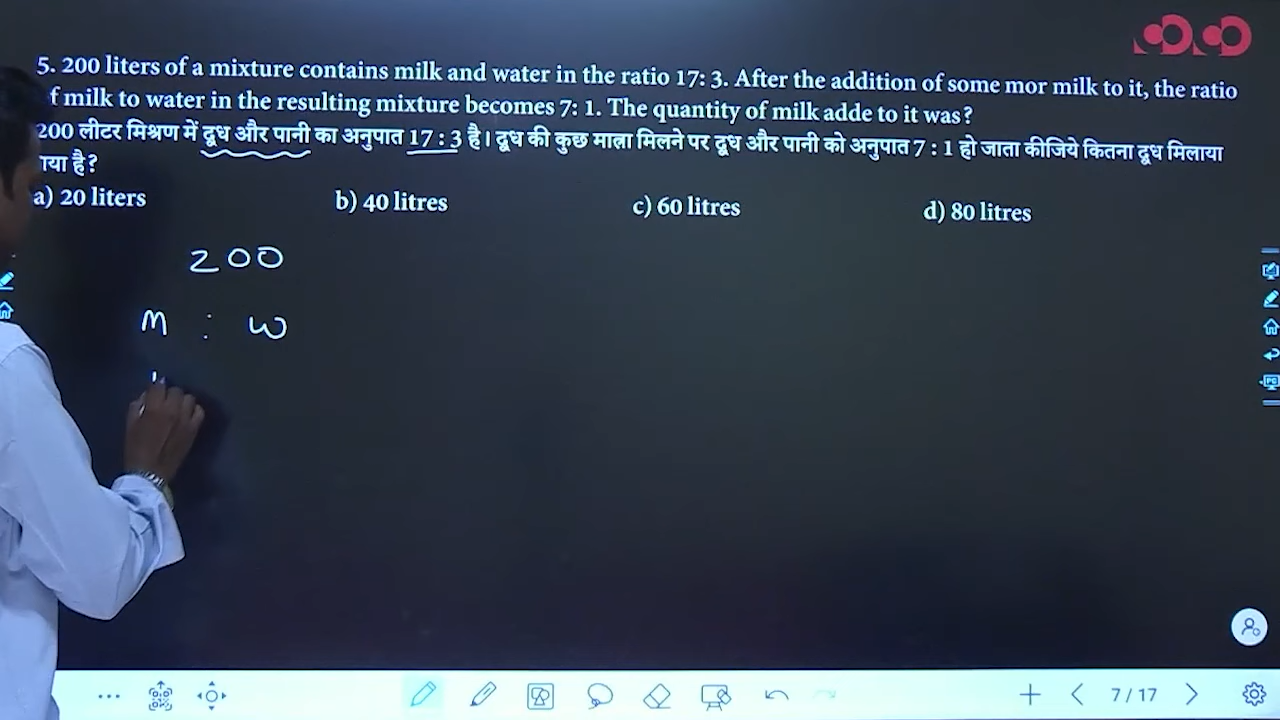 5. 200 liters of a mixture contains milk and water in the ratio 17: 3. After the addition of some mor milk to it, the ratio
f milk to water in the resulting mixture becomes 7: 1. The quantity of milk adde to it was?
200 लीटर मिश्रण में दूध और पानी का अनुपात 17 : 3 है। दूध की कुछ मात्रा मिलने पर दूध और पानी को अनुपात 7 : 1 हो जाता कीजिये कितना दूध मिलाया
गया है?
a) 20 liters b) 40 litres c) 60 litres d) 80 litres
200
M : W
7 / 17